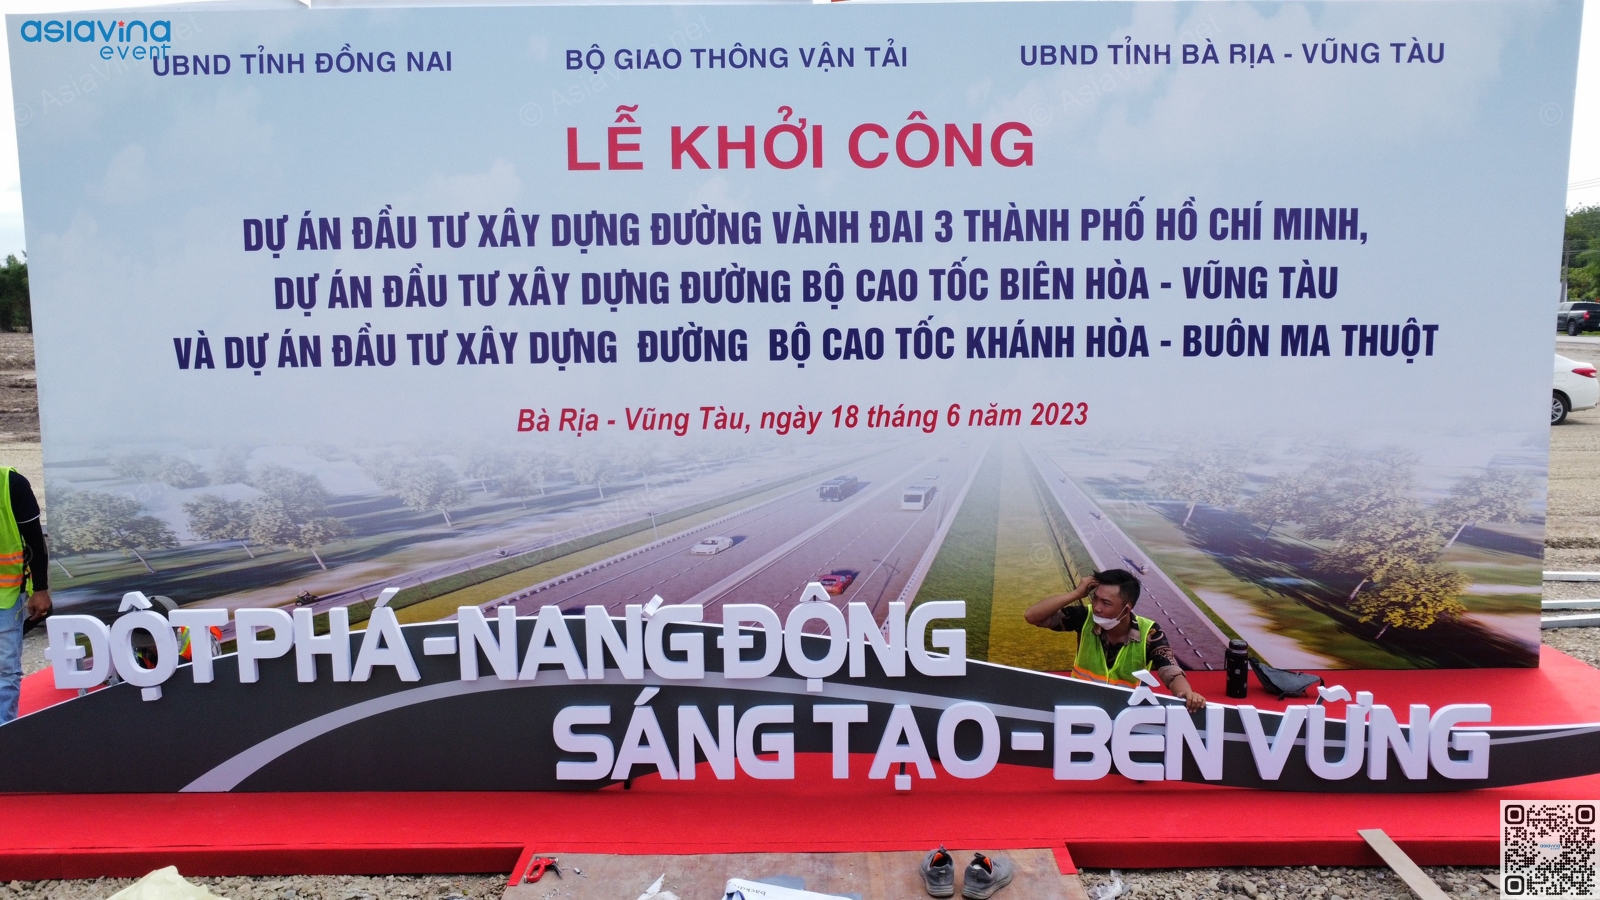 asiavina
event
UBND TỈNH ĐỒNG NAI
BỘ GIAO THÔNG VẬN TẢI
UBND TỈNH BÀ RỊA - VŨNG TÀU
LỄ KHỞI CÔNG
DỰ ÁN ĐẦU TƯ XÂY DỰNG ĐƯỜNG VÀNH ĐAI 3 THÀNH PHỐ HỒ CHÍ MINH,
DỰ ÁN ĐẦU TƯ XÂY DỰNG ĐƯỜNG BỘ CAO TỐC BIÊN HÒA - VŨNG TÀU
VÀ DỰ ÁN ĐẦU TƯ XÂY DỰNG ĐƯỜNG BỘ CAO TỐC KHÁNH HÒA - BUÔN MA THUỘT
Bà Rịa - Vũng Tàu, ngày 18 tháng 6 năm 2023
ĐỘT PHÁ - NĂNG ĐỘNG
SÁNG TẠO - BỀN VỮNG